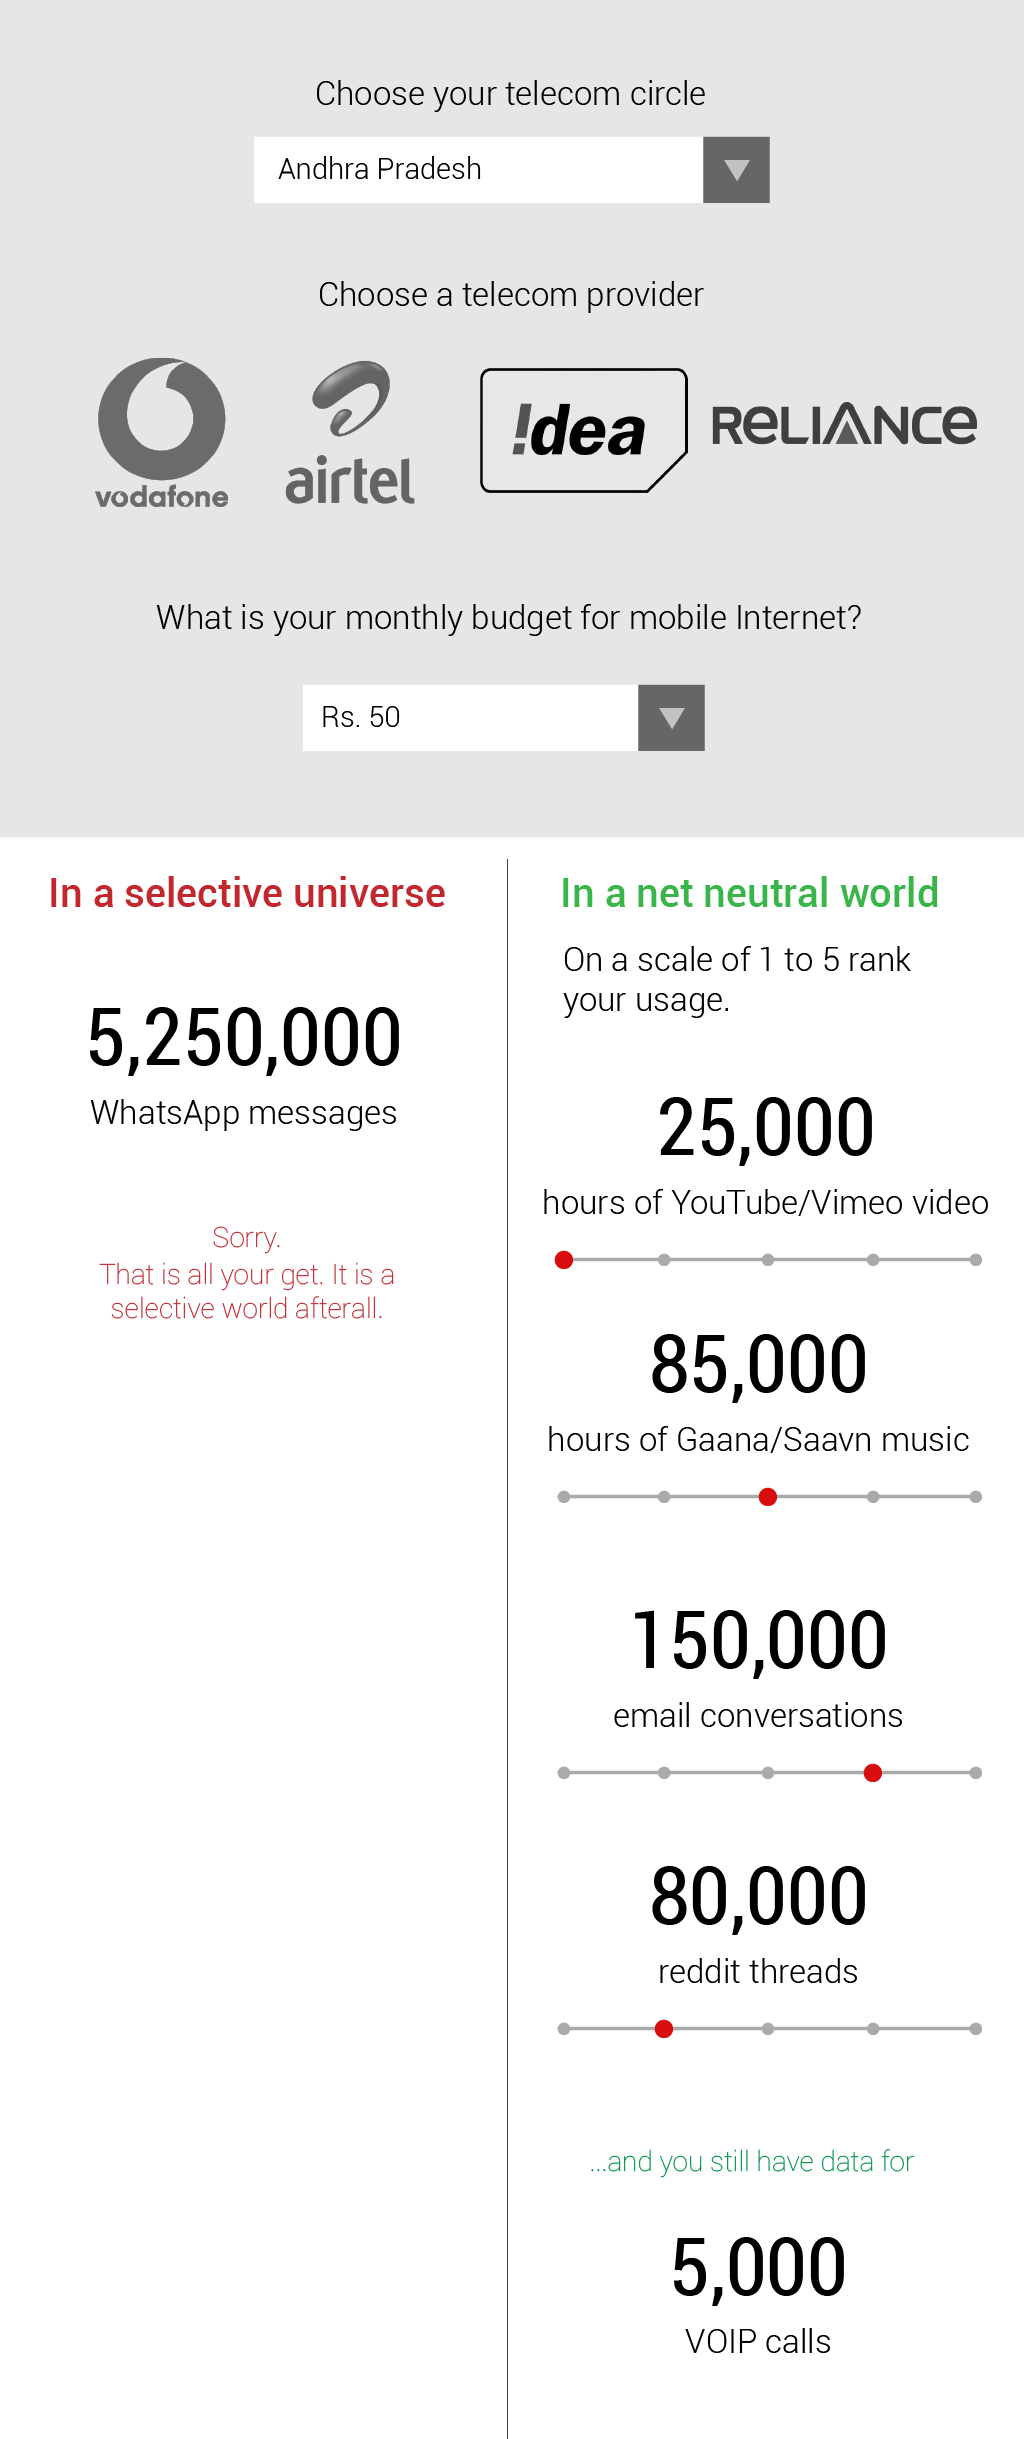 Choose your telecom circle
Andhra Pradesh
Choose a telecom provider
vodafone
airtel
!dea
RELIANCE
What is your monthly budget for mobile Internet?
Rs. 50
In a selective universe
5,250,000
WhatsApp messages
Sorry.
That is all your get. It is a
selective world afterall.
In a net neutral world
On a scale of 1 to 5 rank
your usage.
25,000
hours of YouTube/Vimeo video
85,000
hours of Gaana/Saavn music
150,000
email conversations
80,000
reddit threads
...and you still have data for
5,000
VOIP calls